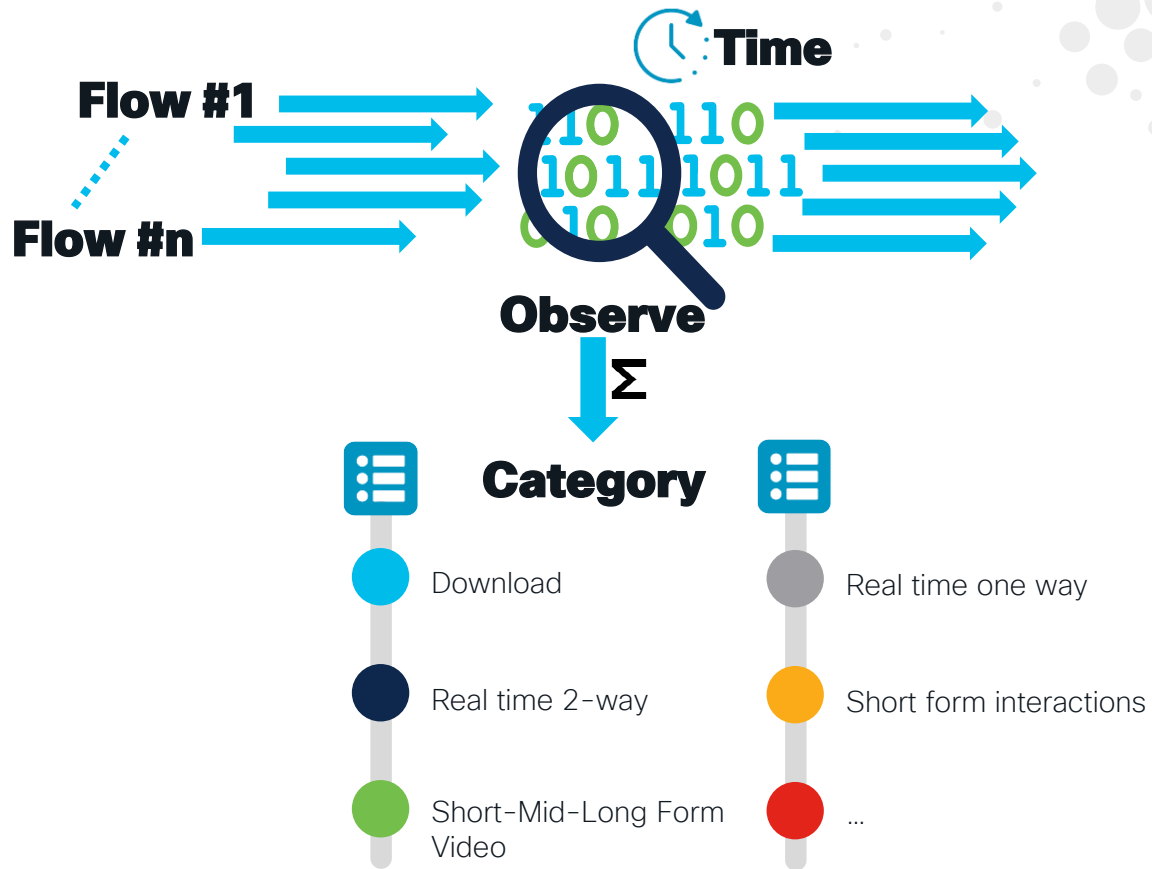 Time
Flow #1
110 110
1011 1011
010 010
Flow #n
Observe
Σ
Category
Download
Real time one way
Real time 2-way
Short form interactions
Short-Mid-Long Form
Video
...